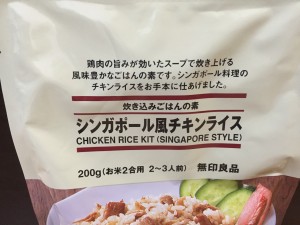 鶏肉の旨みが効いたスープで炊き上げる
風味豊かなごはんの素です。シンガポール料理の
チキンライスをお手本に仕あげました。
炊き込みごはんの素
シンガポール風チキンライス
CHICKEN RICE KIT (SINGAPORE STYLE)
200g（お米2合用 2〜3人前） 無印良品